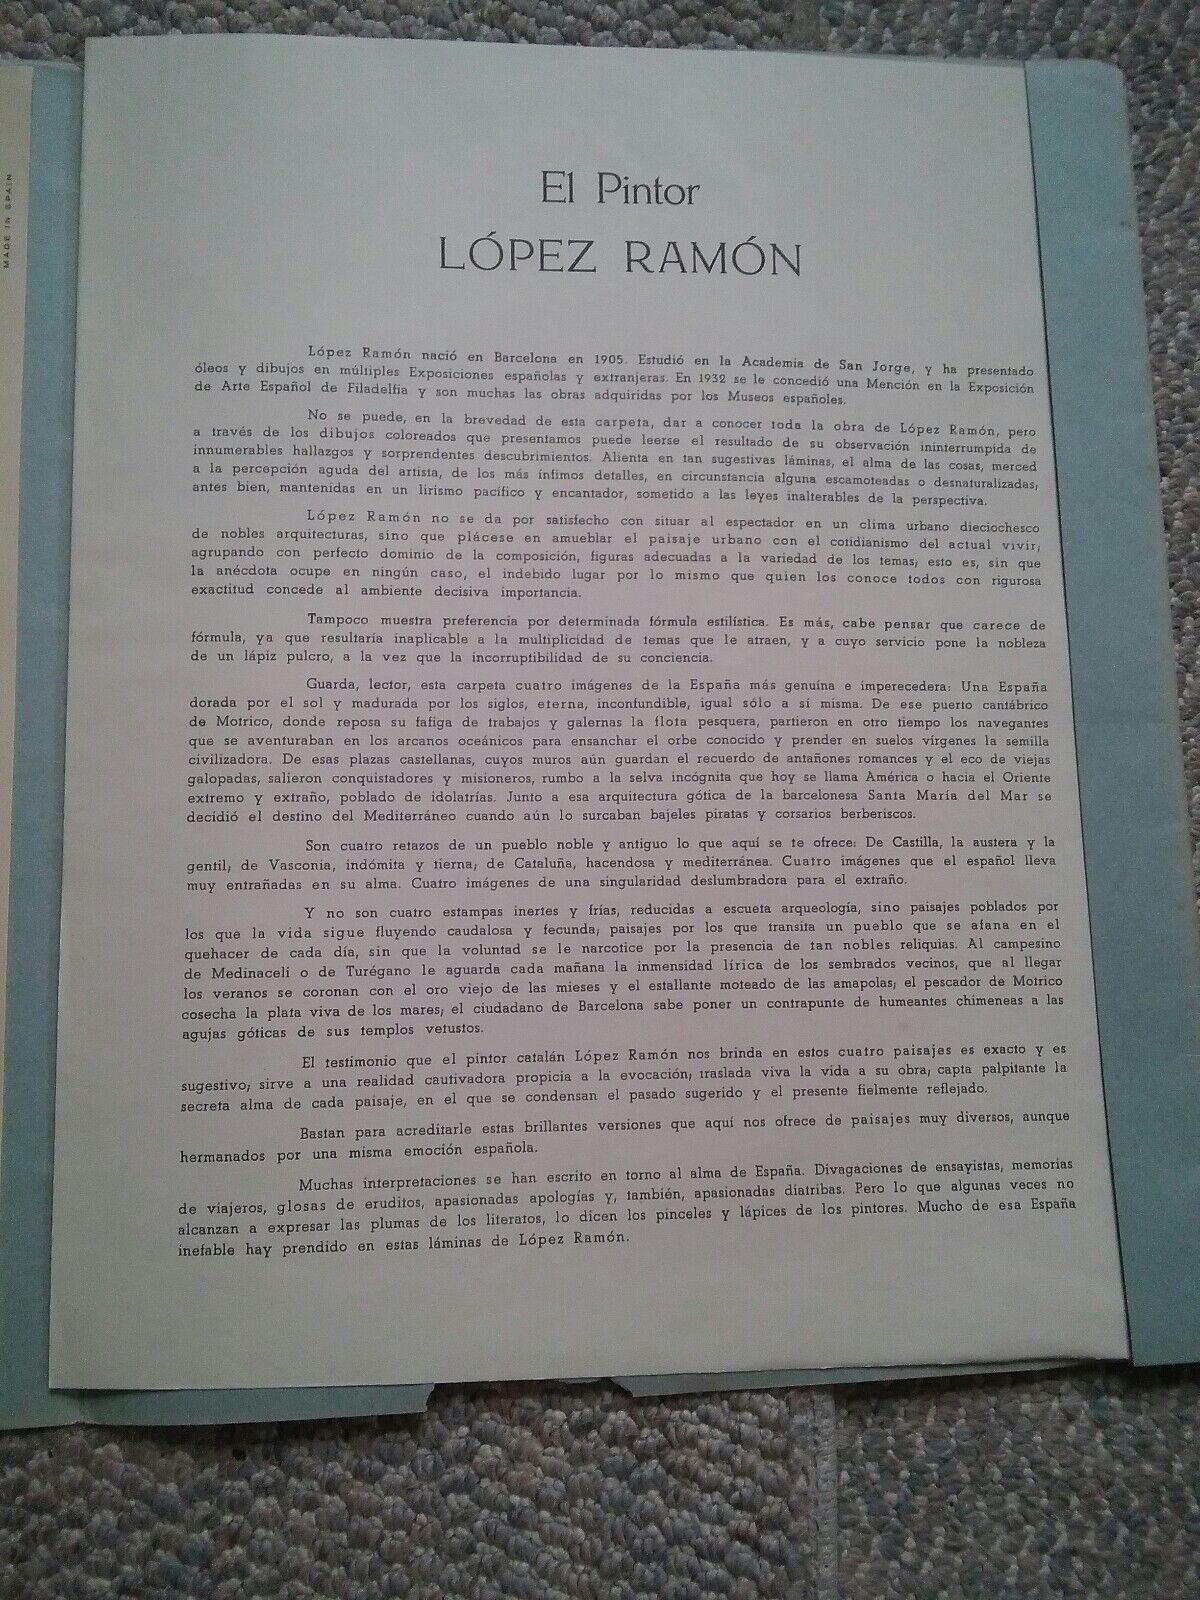 MADE IN SPAIN
El Pintor
LÓPEZ RAMÓN
López Ramón nació en Barcelona en 1905. Estudió en la Academia de San Jorge, y ha presentado
óleos y dibujos en múltiples Exposiciones españolas y extranjeras. En 1932 se le concedió una Mención en la Exposición
de Arte Español de Filadelfia y son muchas las obras adquiridas por los Museos españoles.
No se puede, en la brevedad de esta carpeta, dar a conocer toda la obra de López Ramón, pero
a través de los dibujos coloreados que presentamos puede leerse el resultado de su observación ininterrumpida de
innumerables hallazgos y sorprendentes descubrimientos. Alienta en tan sugestivas láminas, el alma de las cosas, merced
a la percepción aguda del artista, de los más ínfimos detalles, en circunstancia alguna escamoteadas o desnaturalizadas,
antes bien, mantenidas en un lirismo pacífico y encantador, sometido a las leyes inalterables de la perspectiva.
López Ramón no se da por satisfecho con situar al espectador en un clima urbano dieciochesco
de nobles arquitecturas, sino que plácese en amueblar el paisaje urbano con el cotidianismo del actual vivir;
agrupando con perfecto dominio de la composición, figuras adecuadas a la variedad de los temas; esto es, sin que
la anécdota ocupe en ningún caso, el indebido lugar por lo mismo que quien los conoce todos con rigurosa
exactitud concede al ambiente decisiva importancia.
Tampoco muestra preferencia por determinada fórmula estilística. Es más, cabe pensar que carece de
fórmula, ya que resultaría inaplicable a la multiplicidad de temas que le atraen, y a cuyo servicio pone la nobleza
de un lápiz pulcro, a la vez que la incorruptibilidad de su conciencia.
Guarda, lector, esta carpeta cuatro imágenes de la España más genuína e imperecedera: Una España
dorada por el sol y madurada por los siglos, eterna, inconfundible, igual sólo a sí misma. De ese puerto cantábrico
de Motrico, donde reposa su fafiga de trabajos y galernas la flota pesquera, partieron en otro tiempo los navegantes
que se aventuraban en los arcanos oceánicos para ensanchar el orbe conocido y prender en suelos vírgenes la semilla
civilizadora. De esas plazas castellanas, cuyos muros aún guardan el recuerdo de antañones romances y el eco de viejas
galopadas, salieron conquistadores y misioneros, rumbo a la selva incógnita que hoy se llama América o hacia el Oriente
extremo y extraño, poblado de idolatrías. Junto a esa arquitectura gótica de la barcelonesa Santa María del Mar se
decidió el destino del Mediterráneo cuando aún lo surcaban bajeles piratas y corsarios berberiscos.
Son cuatro retazos de un pueblo noble y antiguo lo que aquí se te ofrece: De Castilla, la austera y la
gentil; de Vasconia, indómita y tierna; de Cataluña, hacendosa y mediterránea. Cuatro imágenes que el español lleva
muy entrañadas en su alma. Cuatro imágenes de una singularidad deslumbradora para el extraño.
Y no son cuatro estampas inertes y frías, reducidas a escueta arqueología, sino paisajes poblados por
los que la vida sigue fluyendo caudalosa y fecunda; paisajes por los que transita un pueblo que se afana en el
quehacer de cada día, sin que la voluntad se le narcotice por la presencia de tan nobles reliquias. Al campesino
de Medinaceli o de Turégano le aguarda cada mañana la inmensidad lírica de los sembrados vecinos, que al llegar
los veranos se coronan con el oro viejo de las mieses y el estallante moteado de las amapolas; el pescador de Motrico
cosecha la plata viva de los mares; el ciudadano de Barcelona sabe poner un contrapunte de humeantes chimeneas a las
agujas góticas de sus templos vetustos.
El testimonio que el pintor catalán López Ramón nos brinda en estos cuatro paisajes es exacto y es
sugestivo; sirve a una realidad cautivadora propicia a la evocación; traslada viva la vida a su obra; capta palpitante la
secreta alma de cada paisaje, en el que se condensan el pasado sugerido y el presente fielmente reflejado.
Bastan para acreditarle estas brillantes versiones que aquí nos ofrece de paisajes muy diversos, aunque
hermanados por una misma emoción española.
Muchas interpretaciones se han escrito en torno al alma de España. Divagaciones de ensayistas, memorias
de viajeros, glosas de eruditos, apasionadas apologías y, también, apasionadas diatribas. Pero lo que algunas veces no
alcanzan a expresar las plumas de los literatos, lo dicen los pinceles y lápices de los pintores. Mucho de esa España
inefable hay prendido en estas láminas de López Ramón.